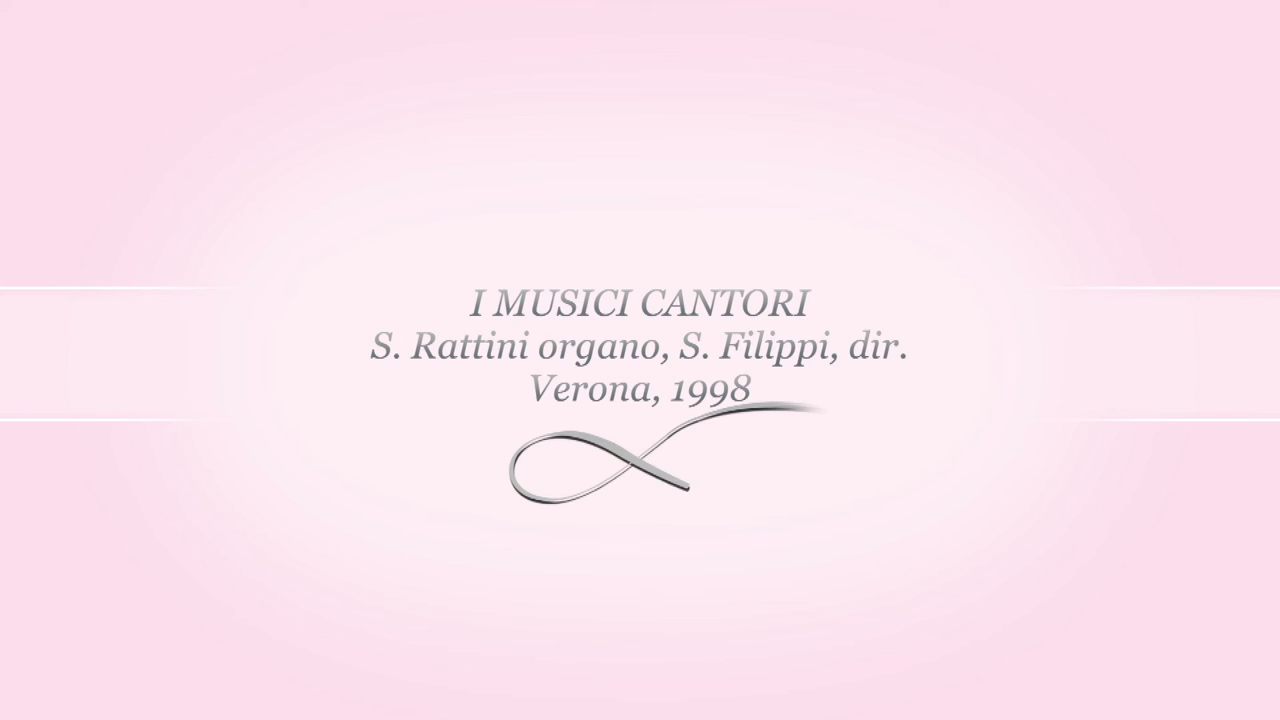 I MUSICI CANTORI
S. Rattini organo, S. Filippi, dir.
Verona, 1998